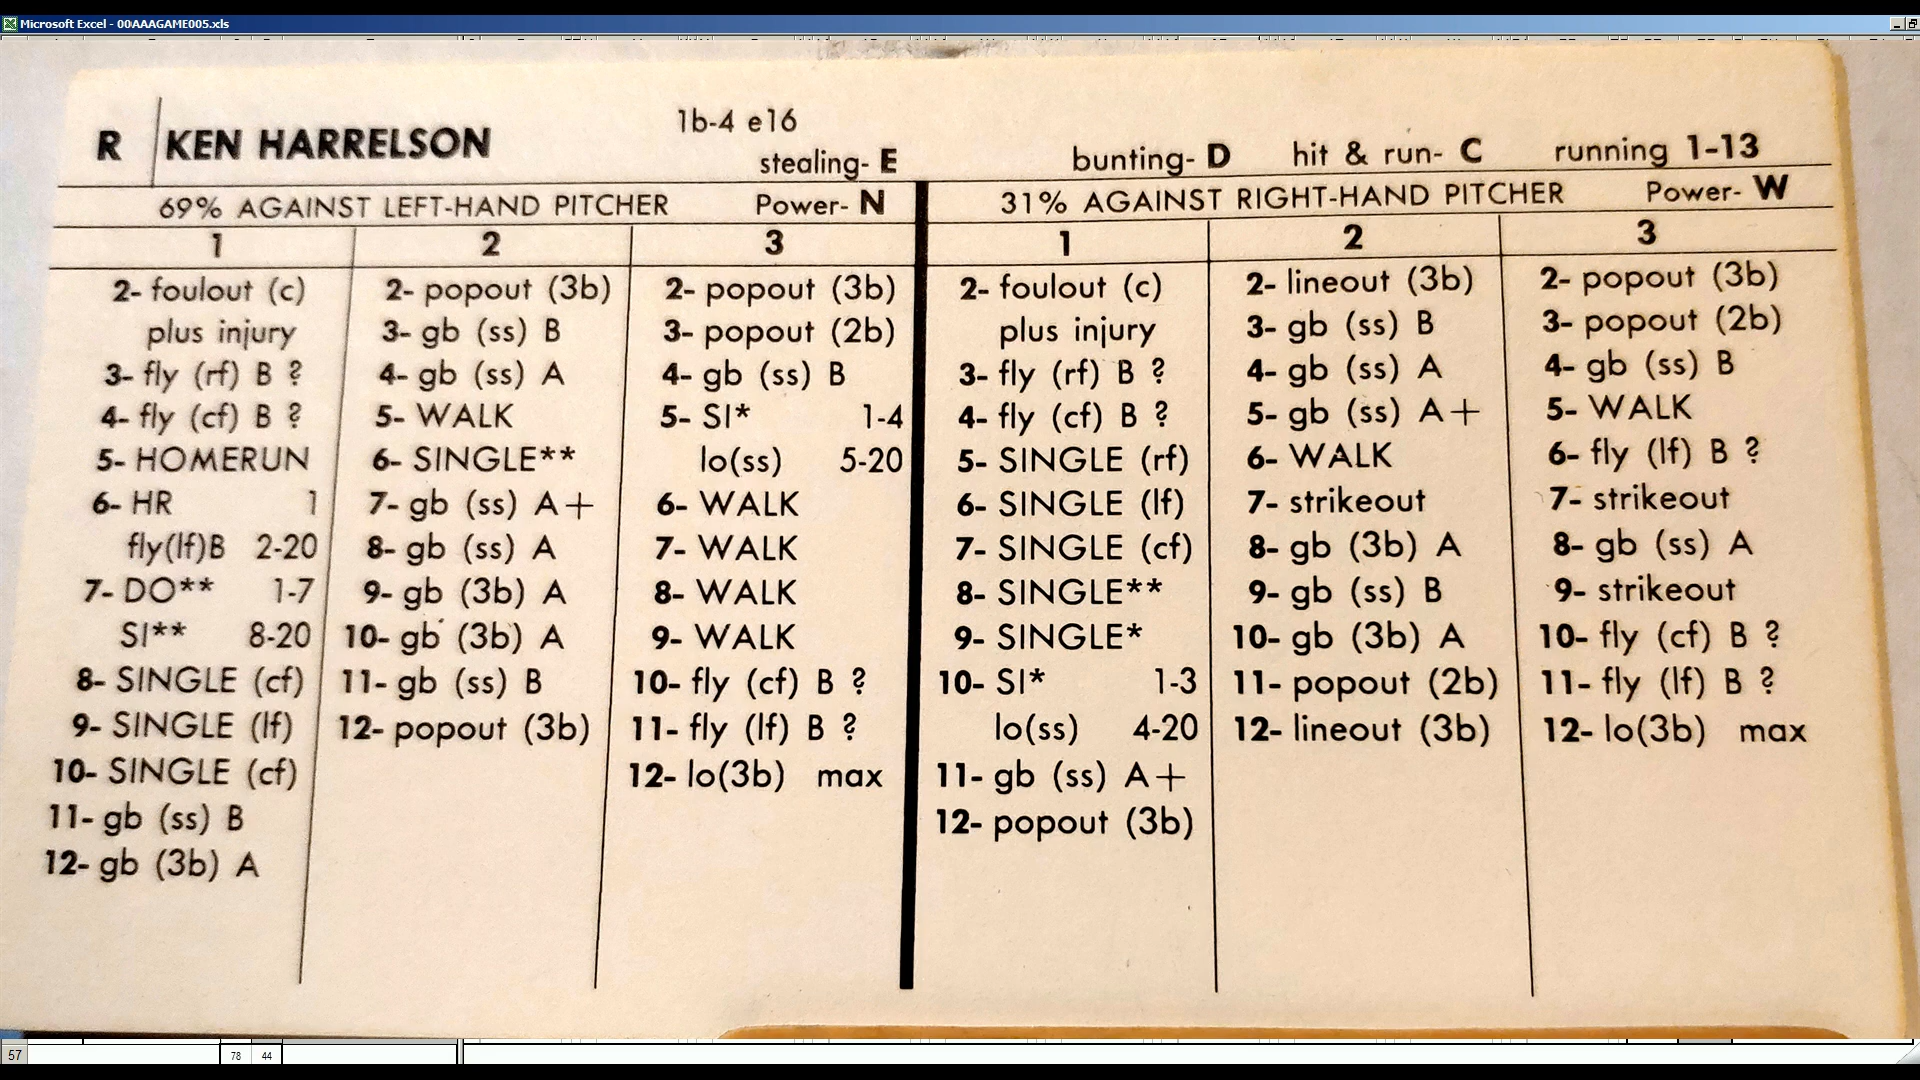 Microsoft Excel - 00AAAGAME005.xls
R KEN HARRELSON
1b-4 e16
stealing- E
bunting- D hit & run- C running 1-13
69% AGAINST LEFT-HAND PITCHER Power- N
1
2- foulout (c)
plus injury
3- fly (rf) B ?
4- fly (cf) B ?
5- HOMERUN
6- HR 1
fly(lf)B 2-20
7- DO** 1-7
SI** 8-20
8- SINGLE (cf)
9- SINGLE (lf)
10- SINGLE (cf)
11- gb (ss) B
12- gb (3b) A
2
2- popout (3b)
3- gb (ss) B
4- gb (ss) A
5- WALK
6- SINGLE**
7- gb (ss) A+
8- gb (ss) A
9- gb (3b) A
10- gb (3b) A
11- gb (ss) B
12- popout (3b)
3
2- popout (3b)
3- popout (2b)
4- gb (ss) B
5- SI* 1-4
lo(ss) 5-20
6- WALK
7- WALK
8- WALK
9- WALK
10- fly (cf) B ?
11- fly (lf) B ?
12- lo(3b) max
31% AGAINST RIGHT-HAND PITCHER Power- W
1
2- foulout (c)
plus injury
3- fly (rf) B ?
4- fly (cf) B ?
5- SINGLE (rf)
6- SINGLE (lf)
7- SINGLE (cf)
8- SINGLE**
9- SINGLE*
10- SI* 1-3
lo(ss) 4-20
11- gb (ss) A+
12- popout (3b)
2
2- lineout (3b)
3- gb (ss) B
4- gb (ss) A
5- gb (ss) A+
6- WALK
7- strikeout
8- gb (3b) A
9- gb (ss) B
10- gb (3b) A
11- popout (2b)
12- lineout (3b)
3
2- popout (3b)
3- popout (2b)
4- gb (ss) B
5- WALK
6- fly (lf) B ?
7- strikeout
8- gb (ss) A
9- strikeout
10- fly (cf) B ?
11- fly (lf) B ?
12- lo(3b) max
57 78 44